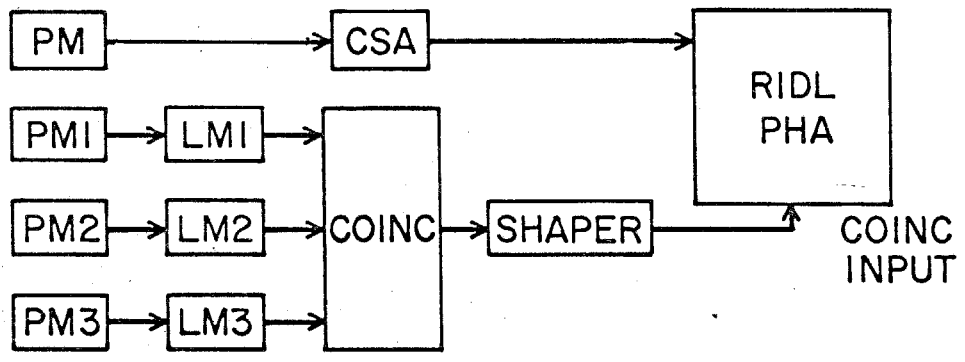 PM
CSA
RIDL
PHA
PM1
LM1
PM2
LM2
COINC
SHAPER
COINC
INPUT
PM3
LM3